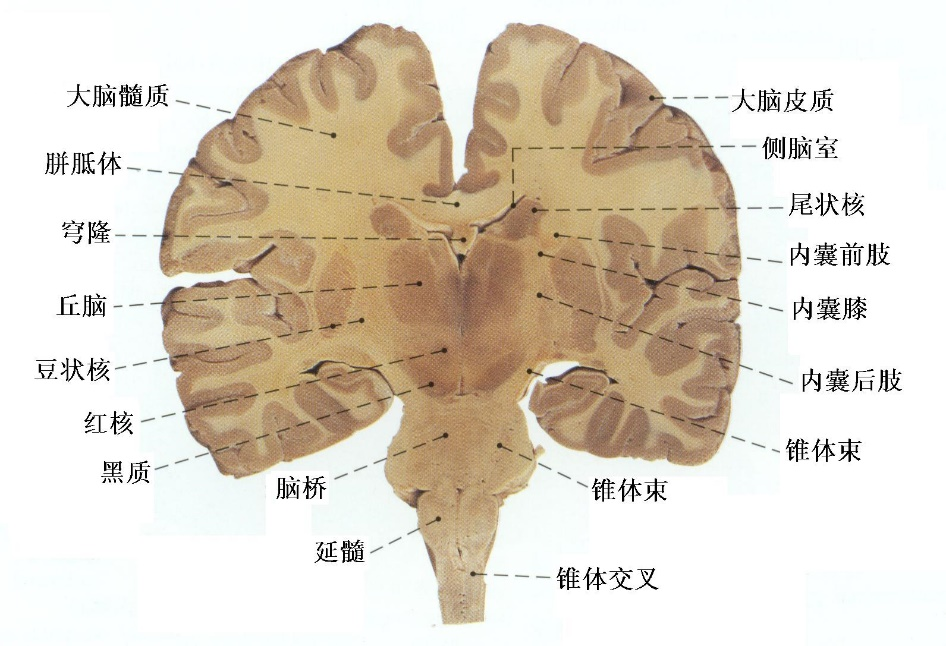 大脑髓质
大脑皮质
胼胝体
侧脑室
穹隆
尾状核
内囊前肢
丘脑
内囊膝
豆状核
内囊后肢
红核
锥体束
黑质
脑桥
锥体束
延髓
锥体交叉